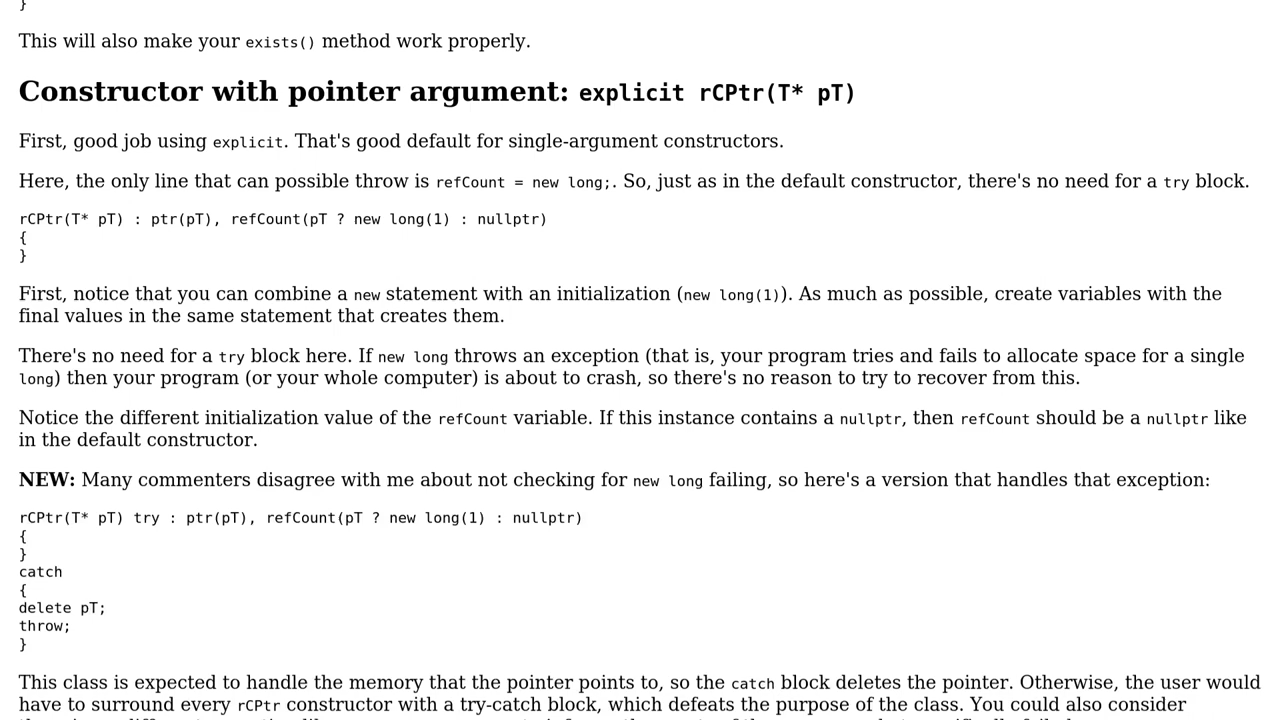 }
This will also make your exists() method work properly.
Constructor with pointer argument: explicit rCPtr(T* pT)
First, good job using explicit. That's good default for single-argument constructors.
Here, the only line that can possible throw is refCount = new long;. So, just as in the default constructor, there's no need for a try block.
rCPtr(T* pT) : ptr(pT), refCount(pT ? new long(1) : nullptr)
{
}
First, notice that you can combine a new statement with an initialization (new long(1)). As much as possible, create variables with the
final values in the same statement that creates them.
There's no need for a try block here. If new long throws an exception (that is, your program tries and fails to allocate space for a single
long) then your program (or your whole computer) is about to crash, so there's no reason to try to recover from this.
Notice the different initialization value of the refCount variable. If this instance contains a nullptr, then refCount should be a nullptr like
in the default constructor.
NEW: Many commenters disagree with me about not checking for new long failing, so here's a version that handles that exception:
rCPtr(T* pT) try : ptr(pT), refCount(pT ? new long(1) : nullptr)
{
}
catch
{
delete pT;
throw;
}
This class is expected to handle the memory that the pointer points to, so the catch block deletes the pointer. Otherwise, the user would
have to surround every rCPtr constructor with a try-catch block, which defeats the purpose of the class. You could also consider